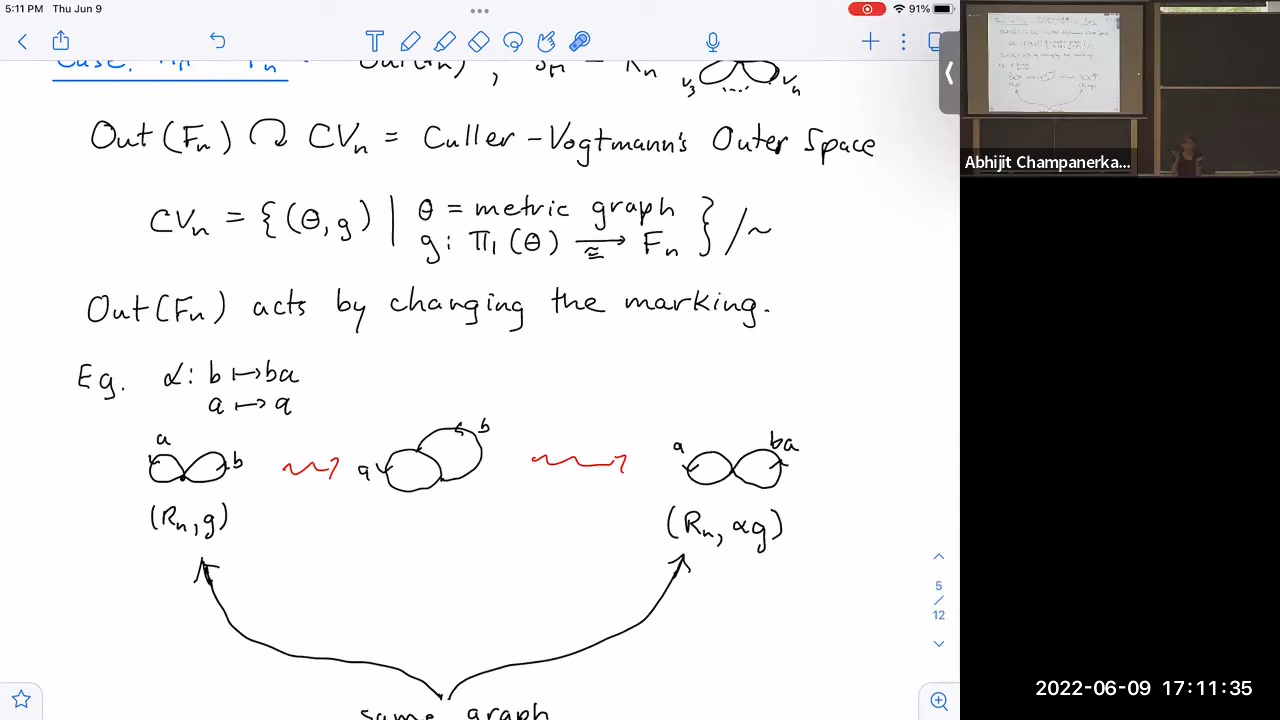 5:11 PM Thu Jun 9
91%
Out(Fₙ) ↷ CVₙ = Culler-Vogtmann's Outer Space
CVₙ = {(Θ, g) | Θ = metric graph
g: π₁(Θ) ≅→ Fₙ } / ~
Out(Fₙ) acts by changing the marking.
Eg. α: b ↦ ba
a ↦ a
a b
a b
a ba
(Rₙ, g)
(Rₙ, αg)
same graph
5
/
12
Abhijit Champanerka...
2022-06-09 17:11:35